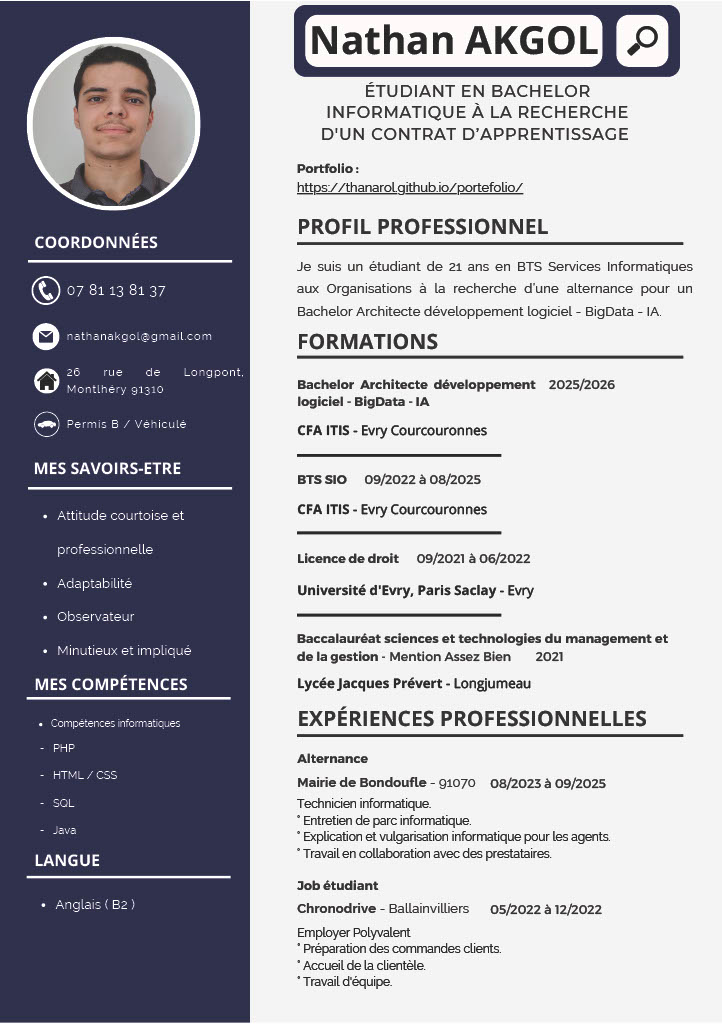 Nathan AKGOL
ÉTUDIANT EN BACHELOR
INFORMATIQUE À LA RECHERCHE
D'UN CONTRAT D'APPRENTISSAGE
Portfolio :
https://thanarol.github.io/portefolio/
PROFIL PROFESSIONNEL
Je suis un étudiant de 21 ans en BTS Services Informatiques
aux Organisations à la recherche d'une alternance pour un
Bachelor Architecte développement logiciel - BigData - IA.
FORMATIONS
Bachelor Architecte développement 2025/2026
logiciel - BigData - IA
CFA ITIS - Evry Courcouronnes
BTS SIO 09/2022 à 08/2025
CFA ITIS - Evry Courcouronnes
Licence de droit 09/2021 à 06/2022
Université d'Evry, Paris Saclay - Evry
Baccalauréat sciences et technologies du management et
de la gestion - Mention Assez Bien 2021
Lycée Jacques Prévert - Longjumeau
EXPÉRIENCES PROFESSIONNELLES
Alternance
Mairie de Bondoufle - 91070 08/2023 à 09/2025
Technicien informatique.
° Entretien de parc informatique.
° Explication et vulgarisation informatique pour les agents.
° Travail en collaboration avec des prestataires.
Job étudiant
Chronodrive - Ballainvilliers 05/2022 à 12/2022
Employer Polyvalent
° Préparation des commandes clients.
° Accueil de la clientèle.
° Travail d'équipe.
COORDONNÉES
07 81 13 81 37
nathanakgol@gmail.com
26 rue de Longpont,
Montlhéry 91310
Permis B / Véhiculé
MES SAVOIRS-ETRE
• Attitude courtoise et
professionnelle
• Adaptabilité
• Observateur
• Minutieux et impliqué
MES COMPÉTENCES
• Compétences informatiques
- PHP
- HTML / CSS
- SQL
- Java
LANGUE
• Anglais ( B2 )